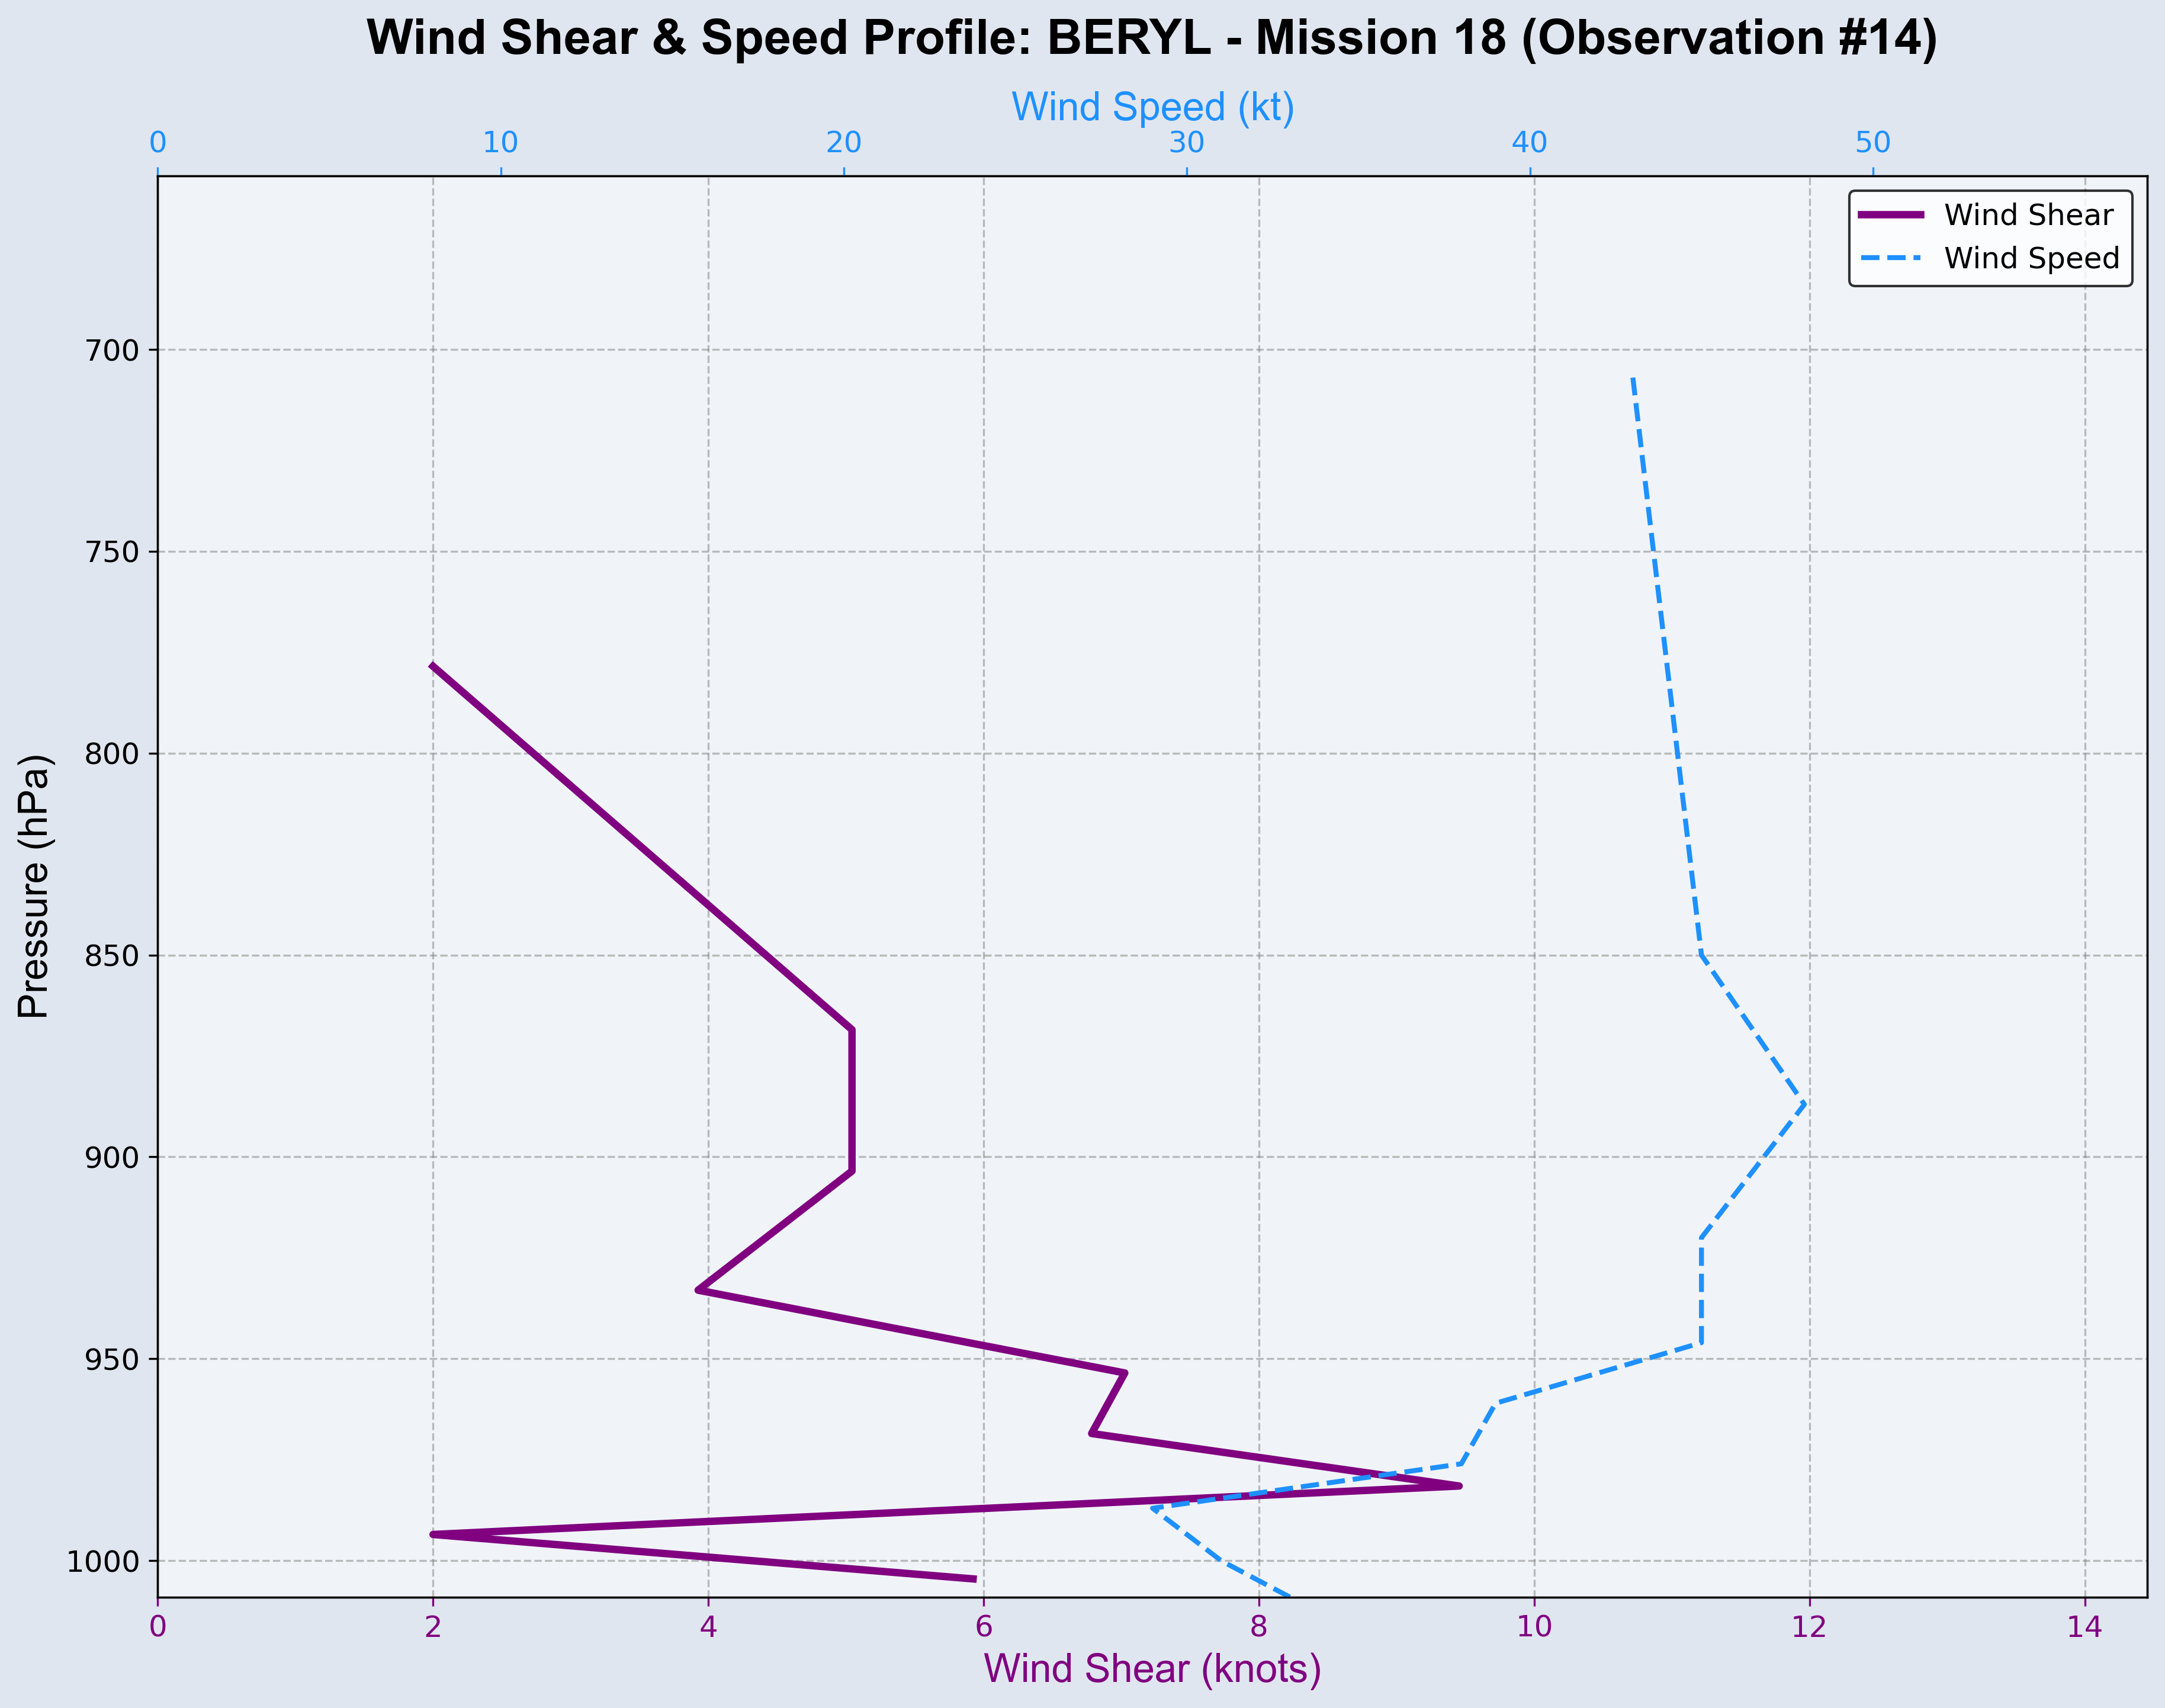 Wind Shear & Speed Profile: BERYL - Mission 18 (Observation #14)
Wind Speed (kt)
0 10 20 30 40 50
Wind Shear
Wind Speed
Pressure (hPa)
700
750
800
850
900
950
1000
0 2 4 6 8 10 12 14
Wind Shear (knots)